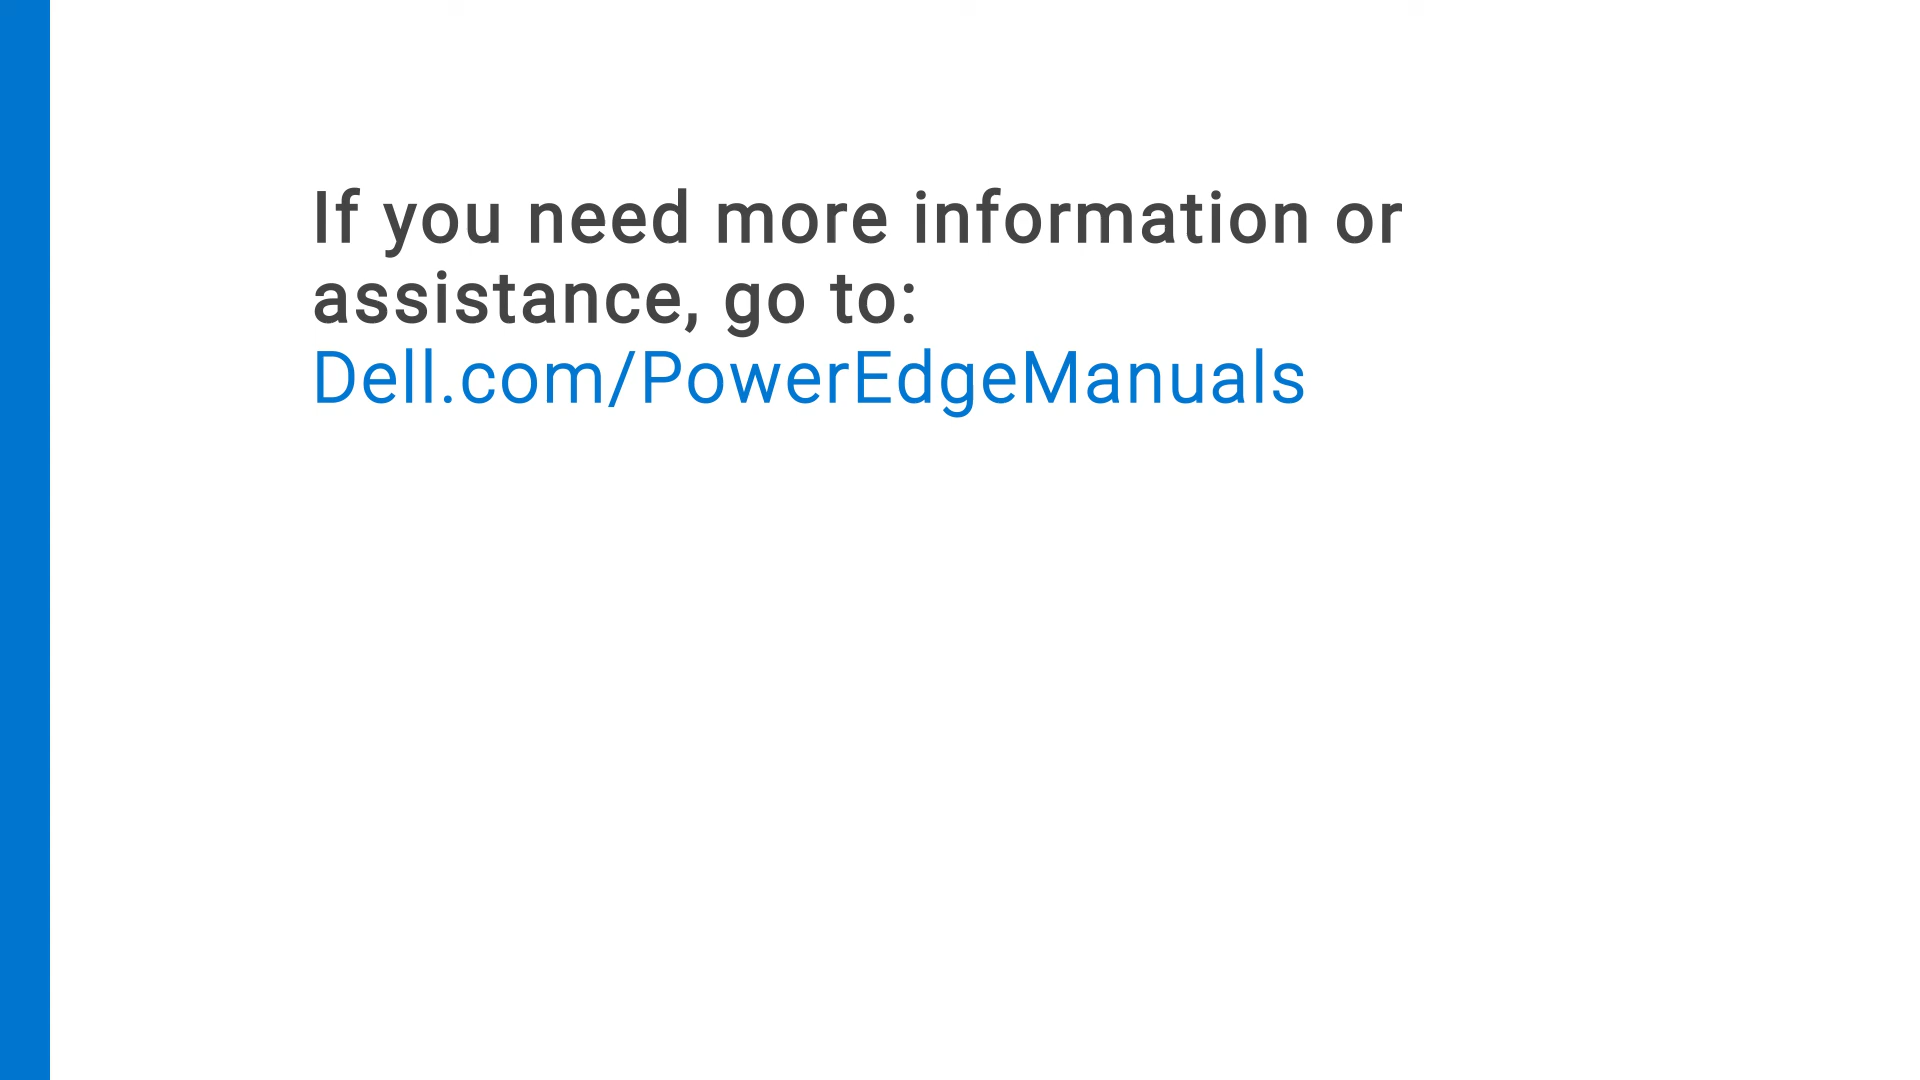 If you need more information or
assistance, go to:
Dell.com/PowerEdgeManuals